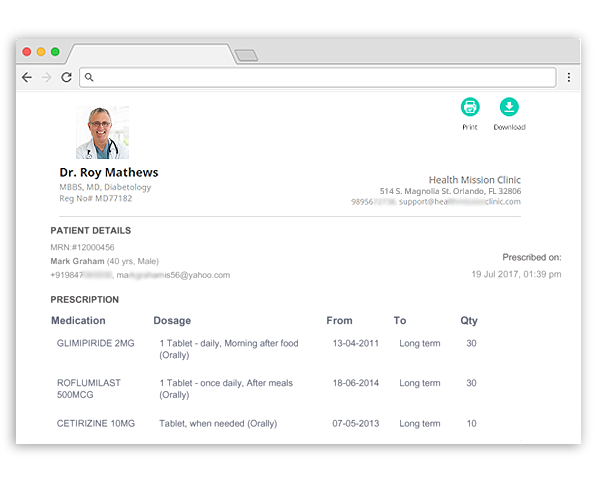 Print Download
Dr. Roy Mathews
MBBS, MD, Diabetology
Reg No# MD77182
Health Mission Clinic
514 S. Magnolia St. Orlando, FL 32806
98956 support@hea clinic.com
PATIENT DETAILS
MRN:#12000456
Mark Graham (40 yrs, Male)
+919847 , ma is56@yahoo.com
Prescribed on:
19 Jul 2017, 01:39 pm
PRESCRIPTION
Medication Dosage From To Qty
GLIMIPIRIDE 2MG 1 Tablet - daily, Morning after food 13-04-2011 Long term 30
(Orally)
ROFLUMILAST 1 Tablet - once daily, After meals 18-06-2014 Long term 30
500MCG (Orally)
CETIRIZINE 10MG Tablet, when needed (Orally) 07-05-2013 Long term 10